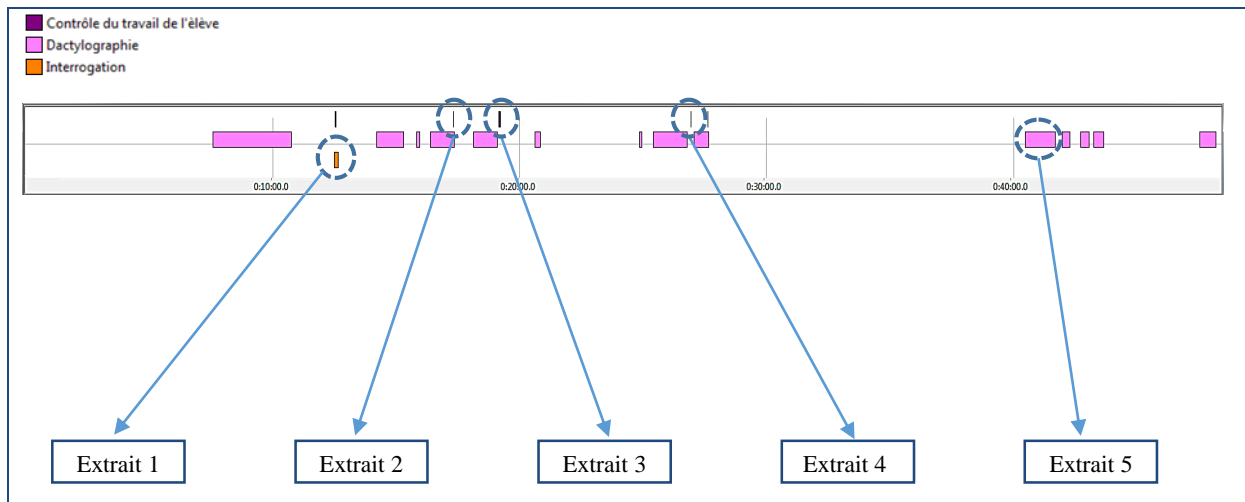 Contrôle du travail de l'élève
Dactylographie
Interrogation
0:10:00.0
0:20:00.0
0:30:00.0
0:40:00.0
Extrait 1
Extrait 2
Extrait 3
Extrait 4
Extrait 5